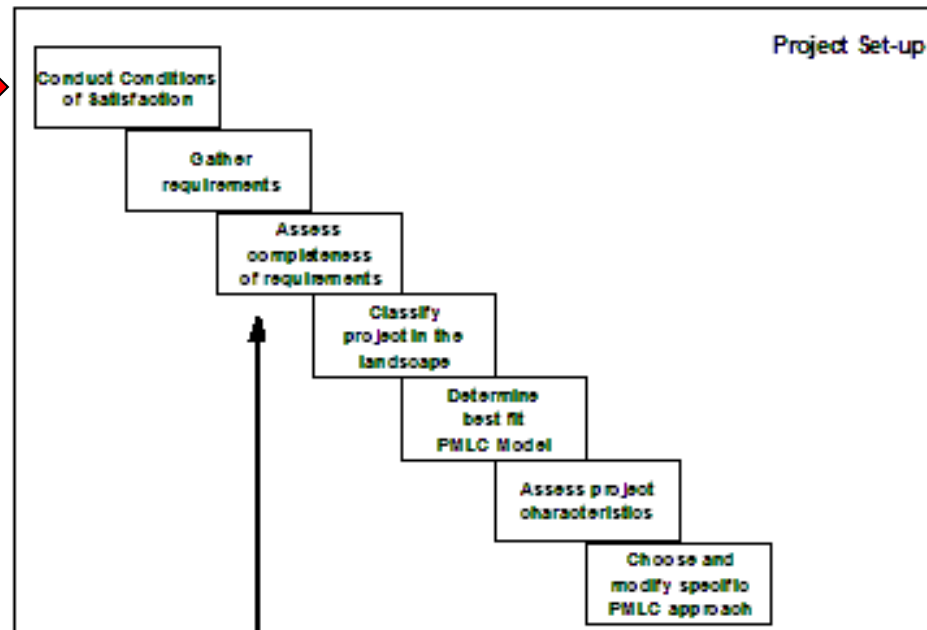 Project Set-up
Conduct Conditions
of Satisfaction
Gather
requirements
Assess
completeness
of requirements
Classify
project in the
landscape
Determine
best fit
PMLC Model
Assess project
characteristics
Choose and
modify specific
PMLC approach